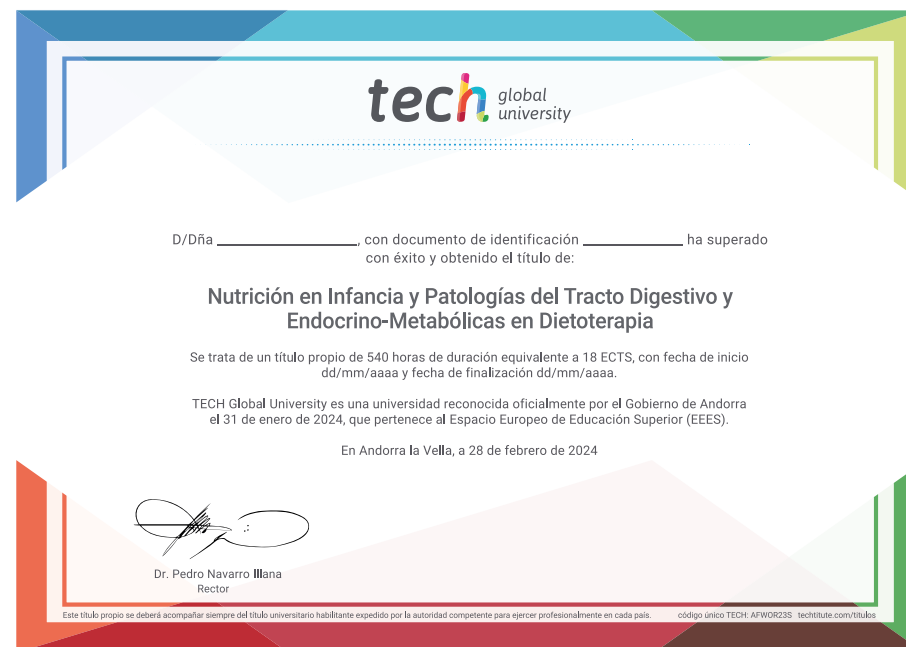 tech global university
D/Dña ____________________, con documento de identificación ______________ ha superado
con éxito y obtenido el título de:
Nutrición en Infancia y Patologías del Tracto Digestivo y
Endocrino-Metabólicas en Dietoterapia
Se trata de un título propio de 540 horas de duración equivalente a 18 ECTS, con fecha de inicio
dd/mm/aaaa y fecha de finalización dd/mm/aaaa.
TECH Global University es una universidad reconocida oficialmente por el Gobierno de Andorra
el 31 de enero de 2024, que pertenece al Espacio Europeo de Educación Superior (EEES).
En Andorra la Vella, a 28 de febrero de 2024
Dr. Pedro Navarro Illana
Rector
Este título propio se deberá acompañar siempre del título universitario habilitante expedido por la autoridad competente para ejercer profesionalmente en cada país. código único TECH: AFWOR23S techtitute.com/titulos